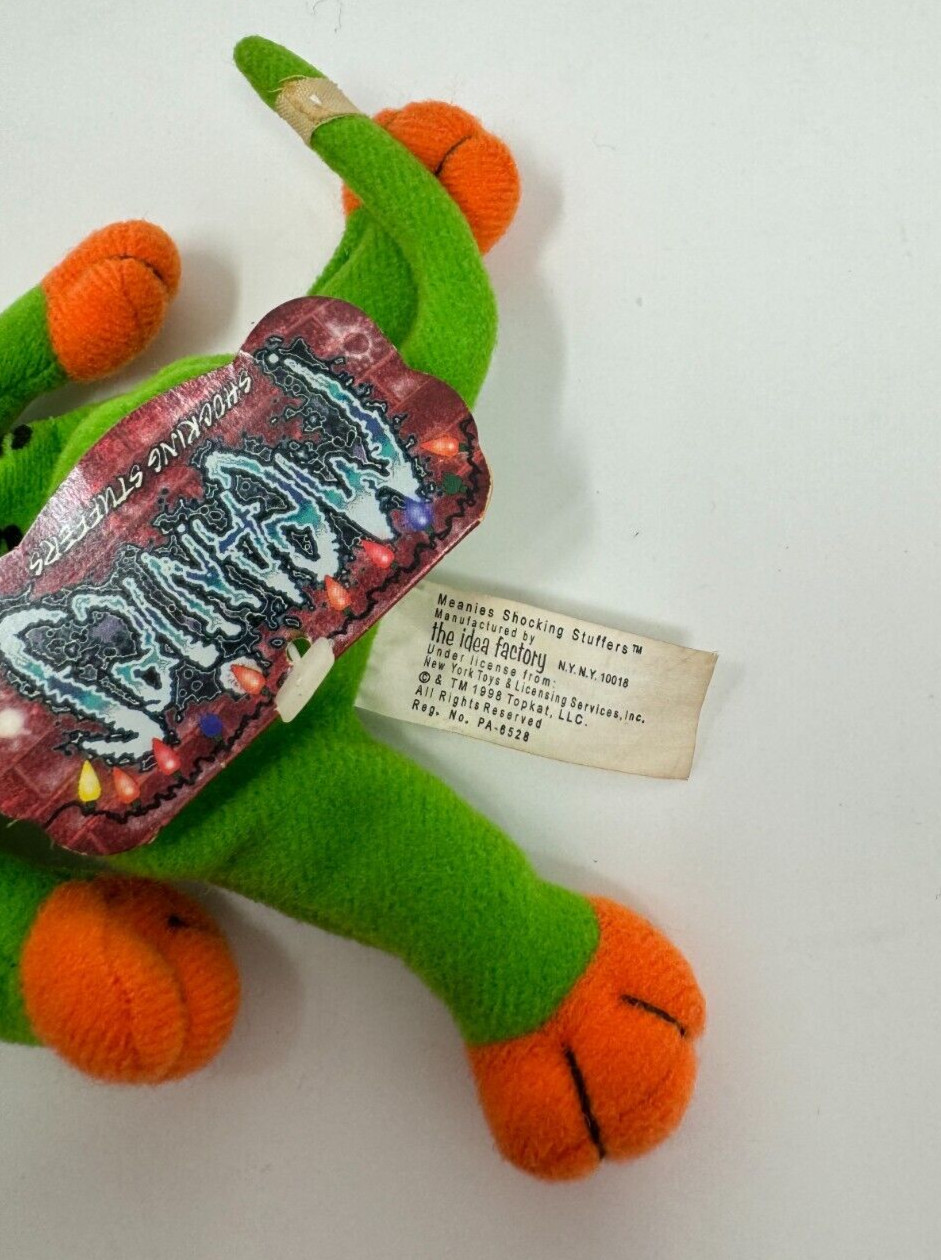 MEANIES
SHOCKING STUFFERS
Meanies Shocking Stuffers™
Manufactured by
the idea factory N.Y.N.Y. 10018
Under license from:
New York Toys & Licensing Services, Inc.
© & TM 1998 Topkat, LLC.
All Rights Reserved
Reg. No. PA-6528